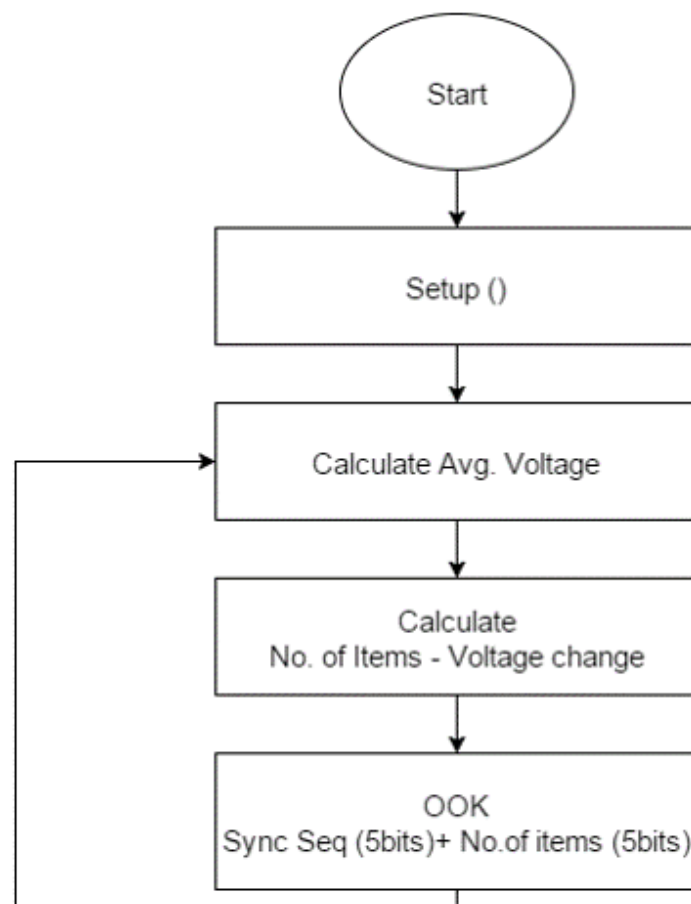 Start
Setup ()
Calculate Avg. Voltage
Calculate
No. of Items - Voltage change
OOK
Sync Seq (5bits)+ No.of items (5bits)